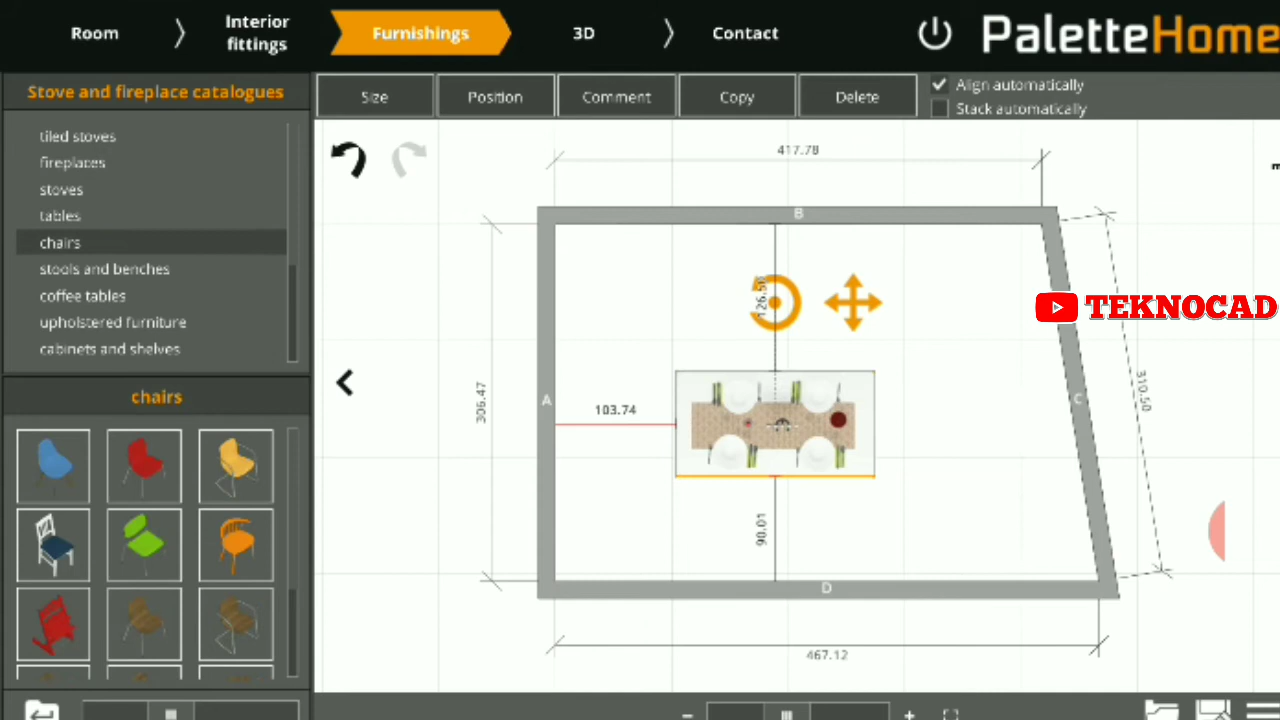 Room
Interior
fittings
Furnishings
3D
Contact
PaletteHome
Stove and fireplace catalogues
Size
Position
Comment
Copy
Delete
Align automatically
Stack automatically
tiled stoves
fireplaces
stoves
tables
chairs
stools and benches
coffee tables
upholstered furniture
cabinets and shelves
chairs
417.78
B
306.47
A
103.74
90.01
C
310.50
D
467.12
TEKNOCAD